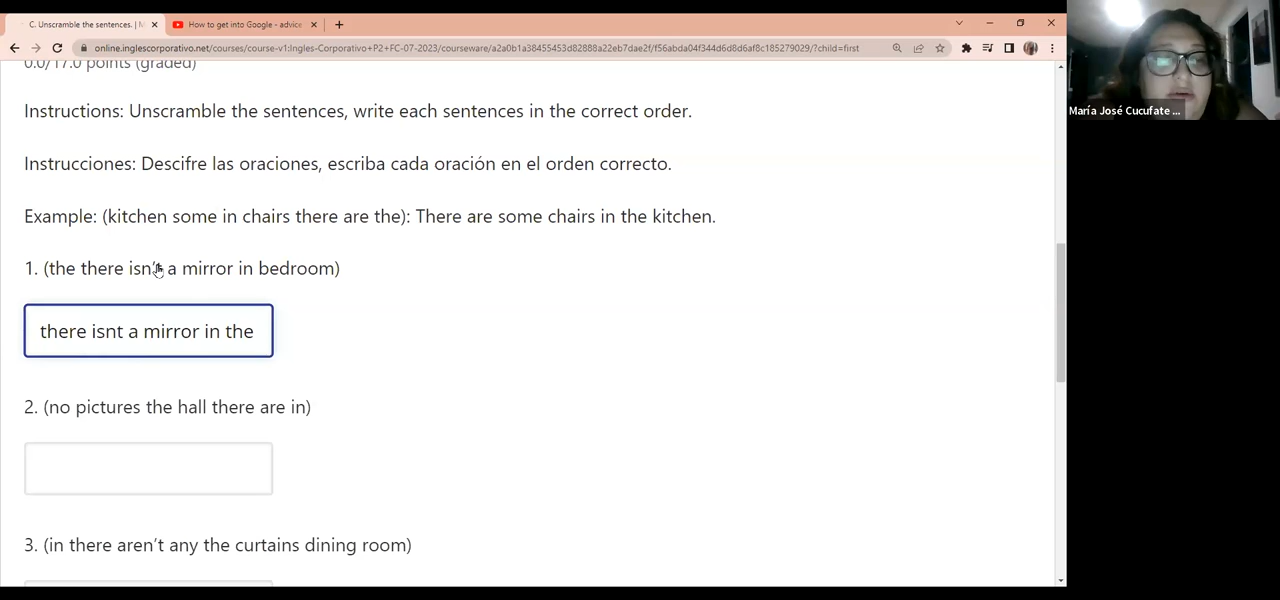 C. Unscramble the sentences. | M
How to get into Google - advice
online.inglescorporativo.net/courses/course-v1:Ingles-Corporativo+P2+FC-07-2023/courseware/a2a0b1a38455453d82888a22eb7dae2f/f56abda04f344d6d8d6af8c185279029/?child=first
María José Cucufate ...
0.0/17.0 points (graded)
Instructions: Unscramble the sentences, write each sentences in the correct order.
Instrucciones: Descifre las oraciones, escriba cada oración en el orden correcto.
Example: (kitchen some in chairs there are the): There are some chairs in the kitchen.
1. (the there isn't a mirror in bedroom)
there isnt a mirror in the
2. (no pictures the hall there are in)
3. (in there aren't any the curtains dining room)